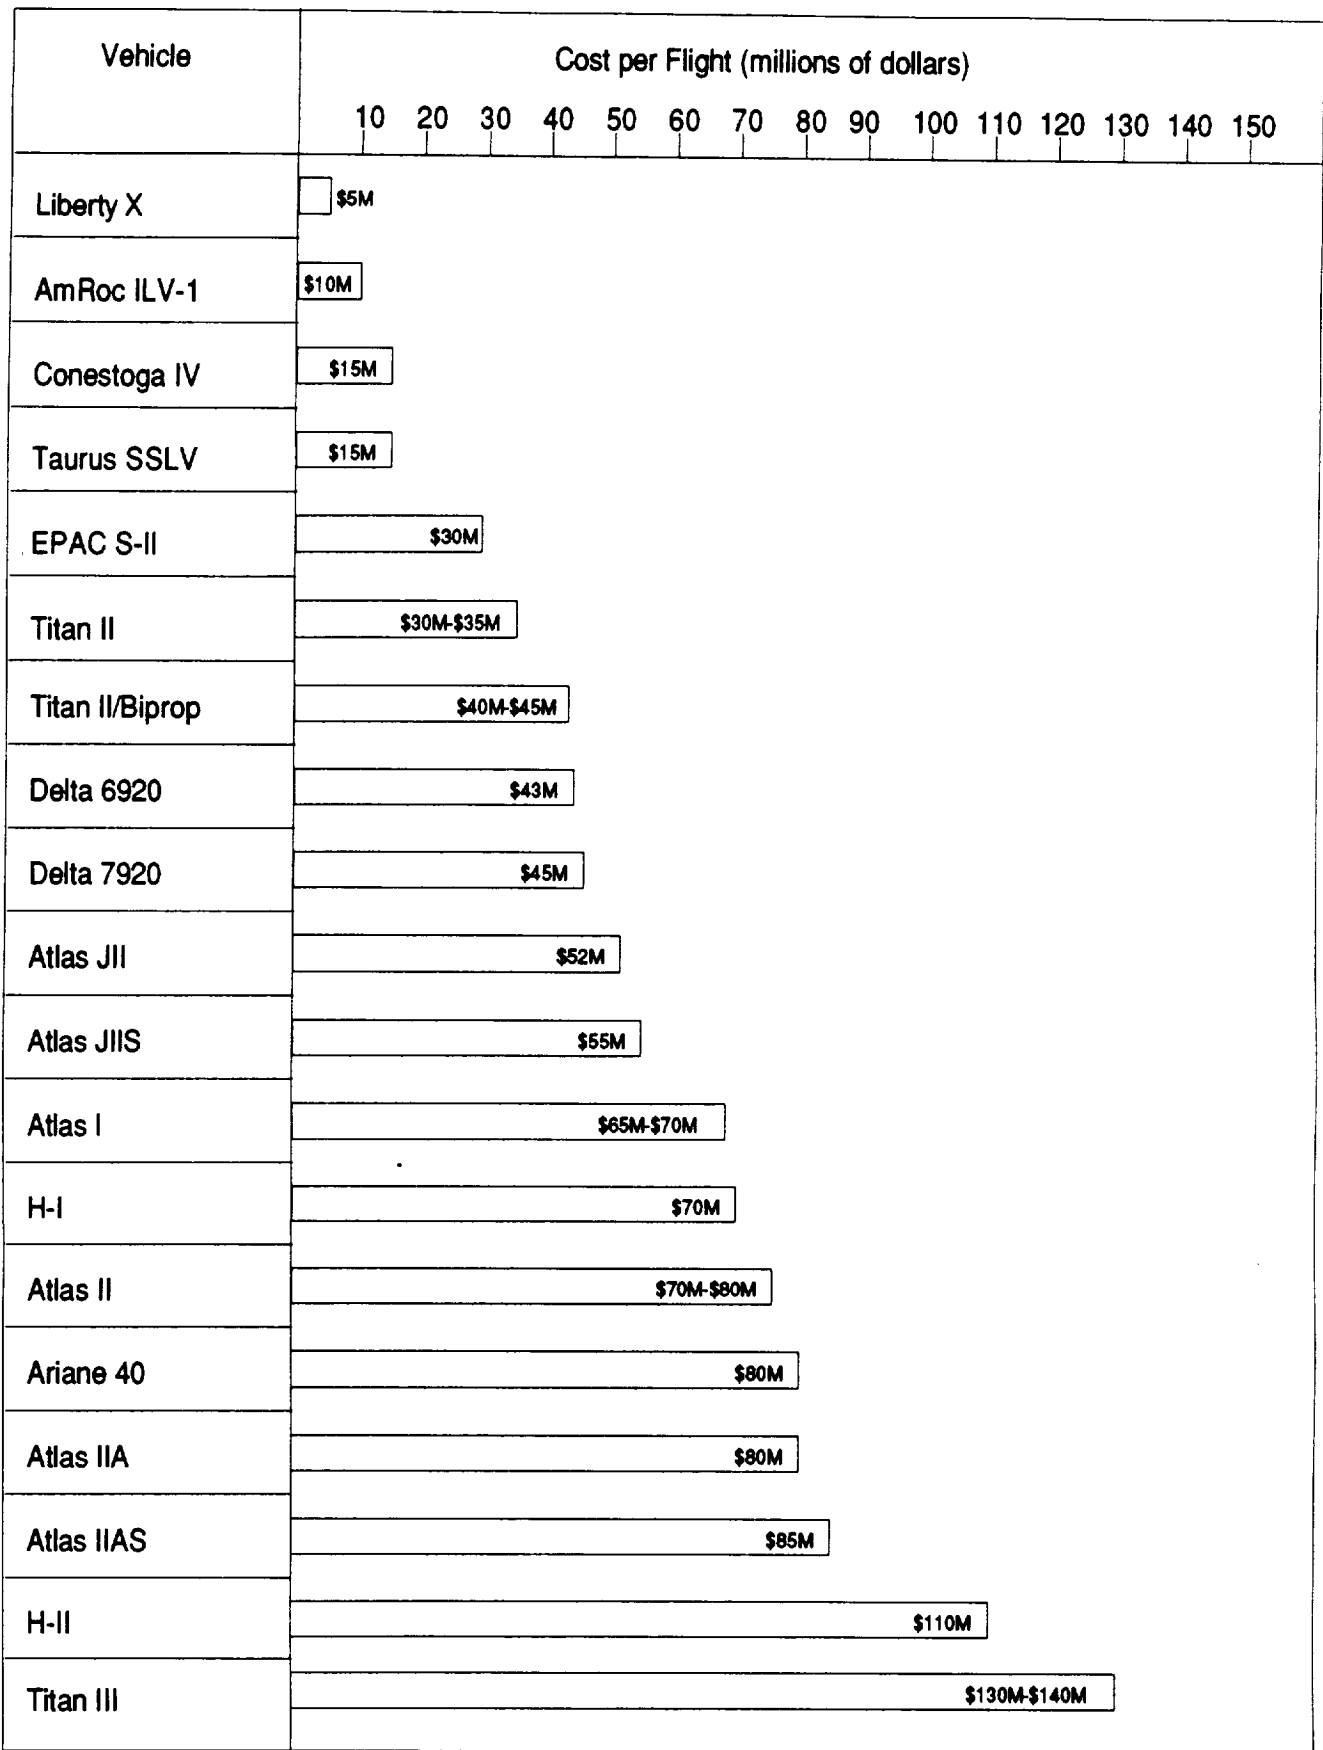 Vehicle
Cost per Flight (millions of dollars)
10 20 30 40 50 60 70 80 90 100 110 120 130 140 150
Liberty X $5M
AmRoc ILV-1 $10M
Conestoga IV $15M
Taurus SSLV $15M
EPAC S-II $30M
Titan II $30M-$35M
Titan II/Biprop $40M-$45M
Delta 6920 $43M
Delta 7920 $45M
Atlas JII $52M
Atlas JIIS $55M
Atlas I $65M-$70M
H-I $70M
Atlas II $70M-$80M
Ariane 40 $80M
Atlas IIA $80M
Atlas IIAS $85M
H-II $110M
Titan III $130M-$140M